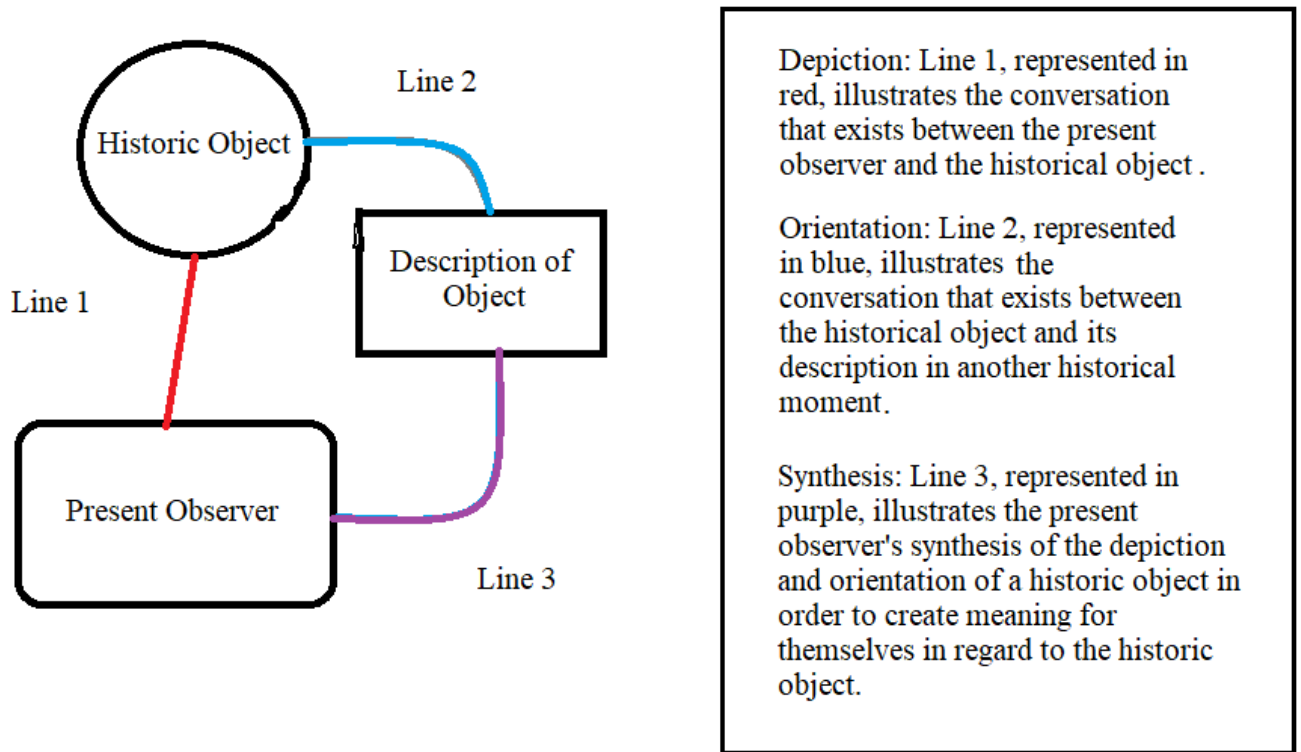 Line 2
Historic Object
Description of
Object
Line 1
Present Observer
Line 3
Depiction: Line 1, represented in
red, illustrates the conversation
that exists between the present
observer and the historical object .
Orientation: Line 2, represented
in blue, illustrates the
conversation that exists between
the historical object and its
description in another historical
moment.
Synthesis: Line 3, represented in
purple, illustrates the present
observer's synthesis of the depiction
and orientation of a historic object in
order to create meaning for
themselves in regard to the historic
object.